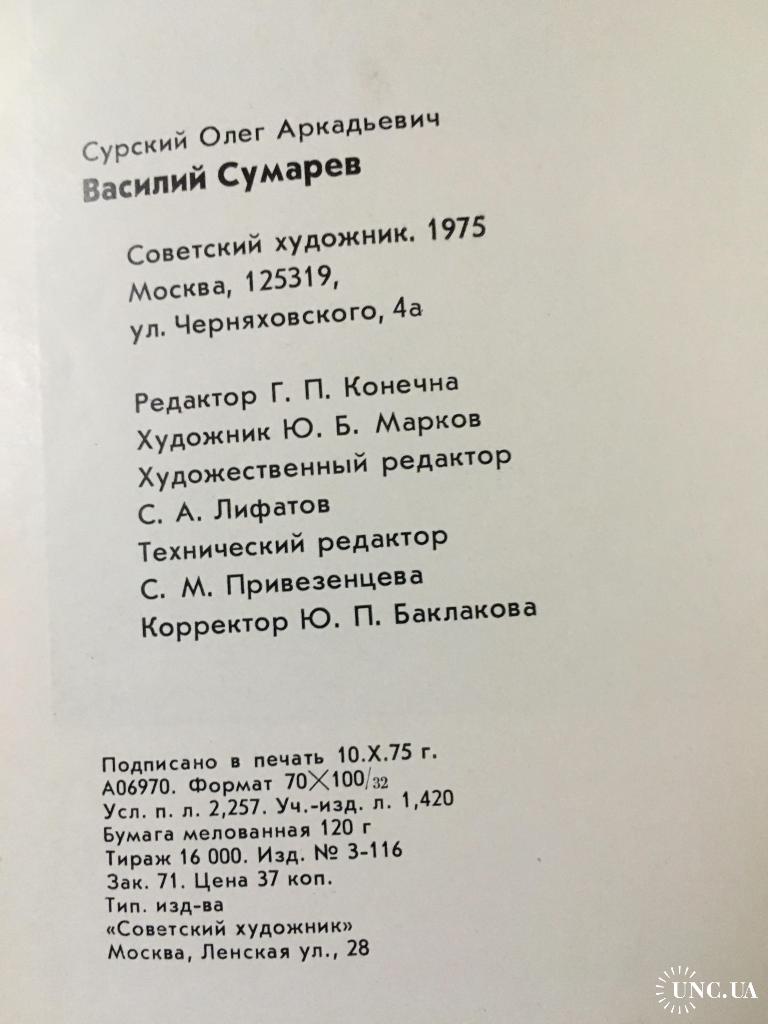 Сурский Олег Аркадьевич
Василий Сумарев
Советский художник. 1975
Москва, 125319,
ул. Черняховского, 4а
Редактор Г. П. Конечна
Художник Ю. Б. Марков
Художественный редактор
С. А. Лифатов
Технический редактор
С. М. Привезенцева
Корректор Ю. П. Баклакова
Подписано в печать 10.X.75 г.
А06970. Формат 70×100/32
Усл. п. л. 2,257. Уч.-изд. л. 1,420
Бумага мелованная 120 г
Тираж 16 000. Изд. № 3-116
Зак. 71. Цена 37 коп.
Тип. изд-ва
«Советский художник»
Москва, Ленская ул., 28
UNC.UA